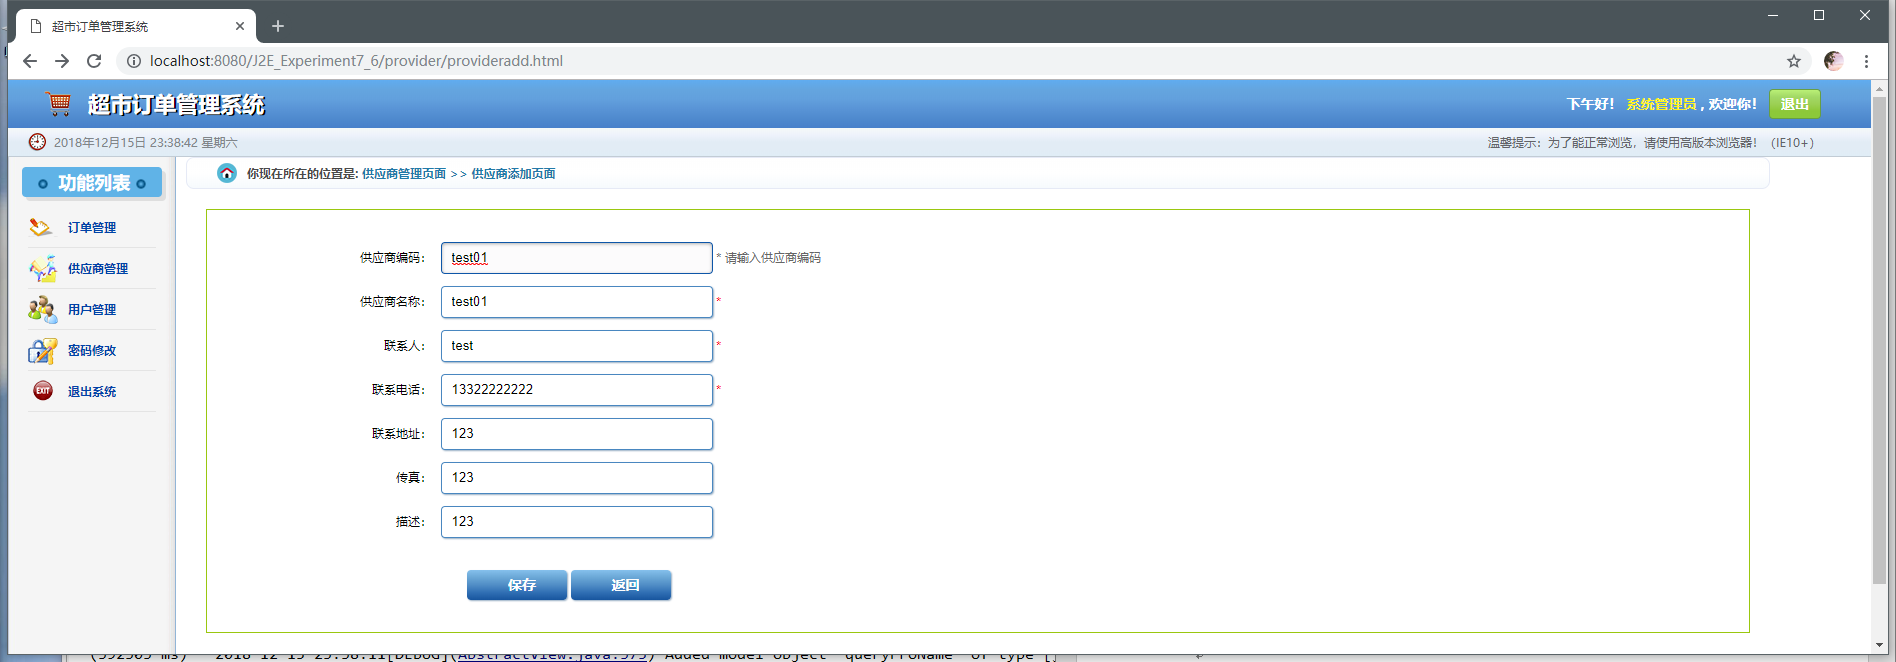 超市订单管理系统
localhost:8080/J2E_Experiment7_6/provider/provideradd.html
超市订单管理系统
下午好！ 系统管理员 , 欢迎你！ 退出
2018年12月15日 23:38:42 星期六
温馨提示：为了能正常浏览，请使用高版本浏览器！ (IE10+)
功能列表
订单管理
供应商管理
用户管理
密码修改
EXIT 退出系统
你现在所在的位置是: 供应商管理页面 >> 供应商添加页面
供应商编码： test01 * 请输入供应商编码
供应商名称： test01 *
联系人： test *
联系电话： 13322222222 *
联系地址： 123
传真： 123
描述： 123
保存 返回